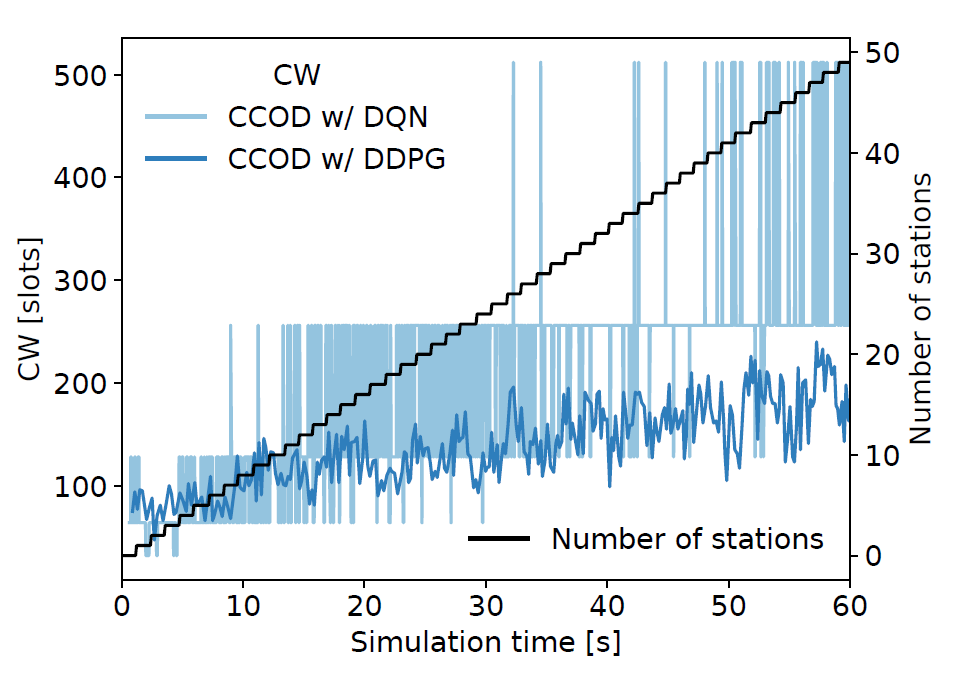 CW
CCOD w/ DQN
CCOD w/ DDPG
Number of stations
500
400
300
200
100
CW [slots]
50
40
30
20
10
0
Number of stations
0 10 20 30 40 50 60
Simulation time [s]